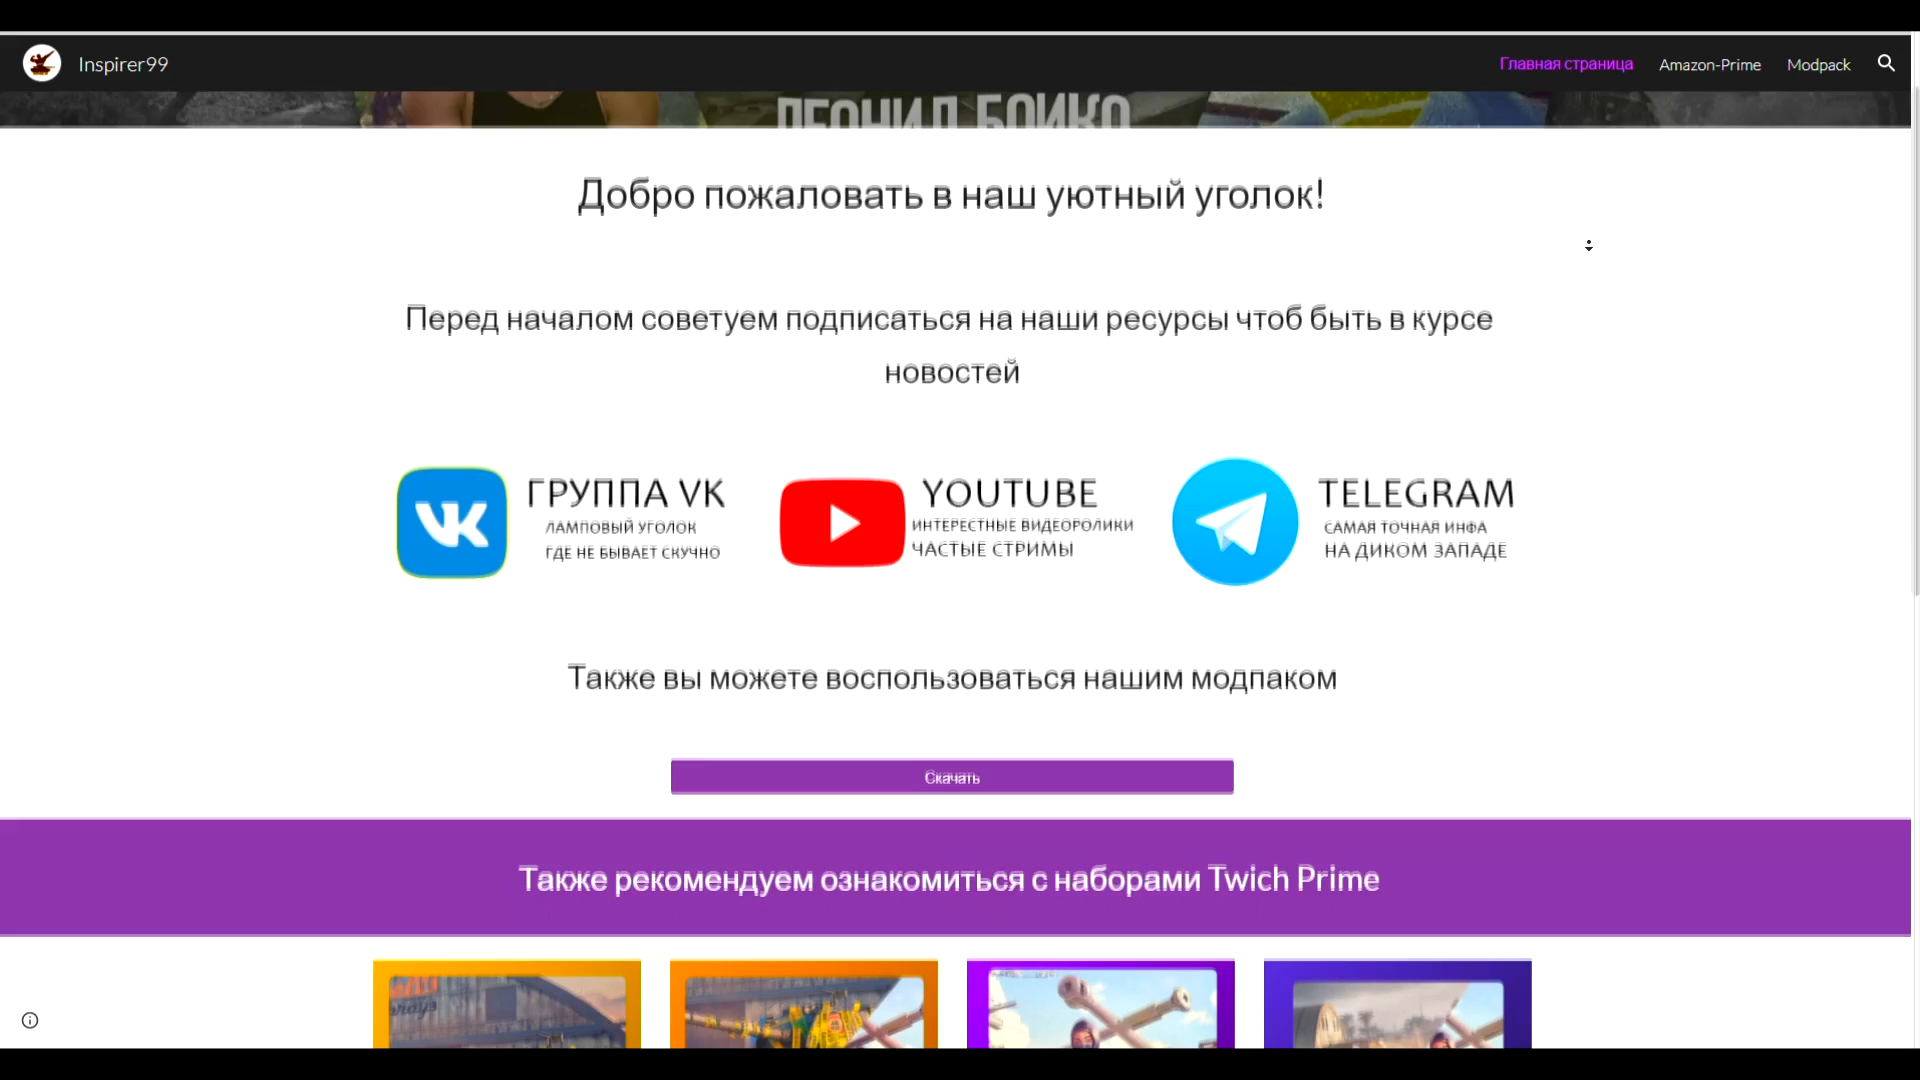 Inspirer99
Главная страница
Amazon-Prime
Modpack
ЛЕОНИД БОЙКО
Добро пожаловать в наш уютный уголок!
Перед началом советуем подписаться на наши ресурсы чтоб быть в курсе
новостей
ГРУППА VK
ЛАМПОВЫЙ УГОЛОК
ГДЕ НЕ БЫВАЕТ СКУЧНО
YOUTUBE
ИНТЕРЕСТНЫЕ ВИДЕОРОЛИКИ
ЧАСТЫЕ СТРИМЫ
TELEGRAM
САМАЯ ТОЧНАЯ ИНФА
НА ДИКОМ ЗАПАДЕ
Также вы можете воспользоваться нашим модпаком
Скачать
Также рекомендуем ознакомиться с наборами Twich Prime